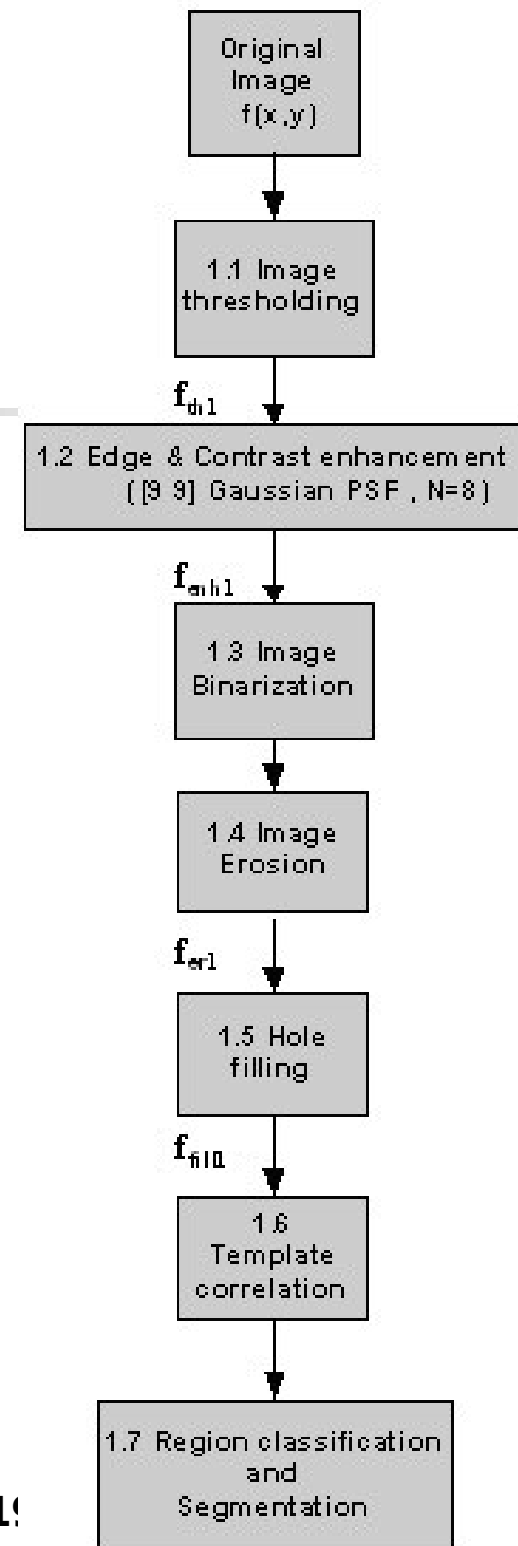 Original
Image
f(x,y)
1.1 Image
thresholding
f_th1
1.2 Edge & Contrast enhancement
([9 9] Gaussian PSF , N=8)
f_enh1
1.3 Image
Binarization
1.4 Image
Erosion
f_er1
1.5 Hole
filling
f_fill1
1.6
Template
correlation
1.7 Region classification
and
Segmentation